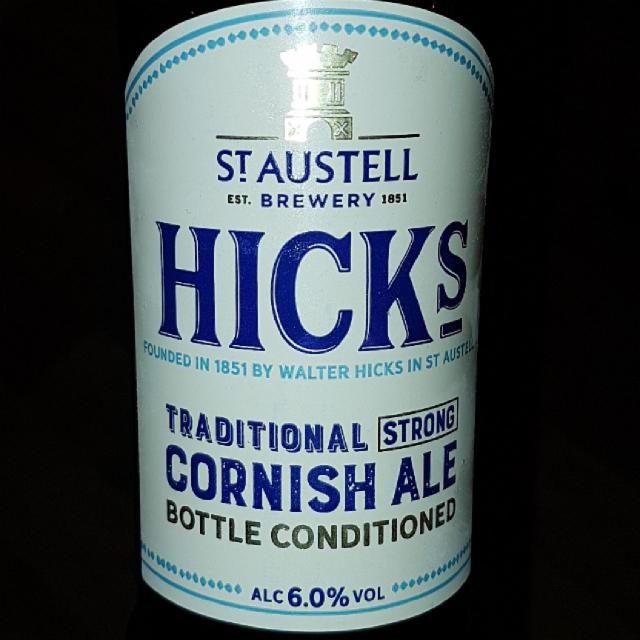 ST AUSTELL
EST. BREWERY 1851
HICKS
FOUNDED IN 1851 BY WALTER HICKS IN ST AUSTELL
TRADITIONAL STRONG
CORNISH ALE
BOTTLE CONDITIONED
ALC 6.0% VOL